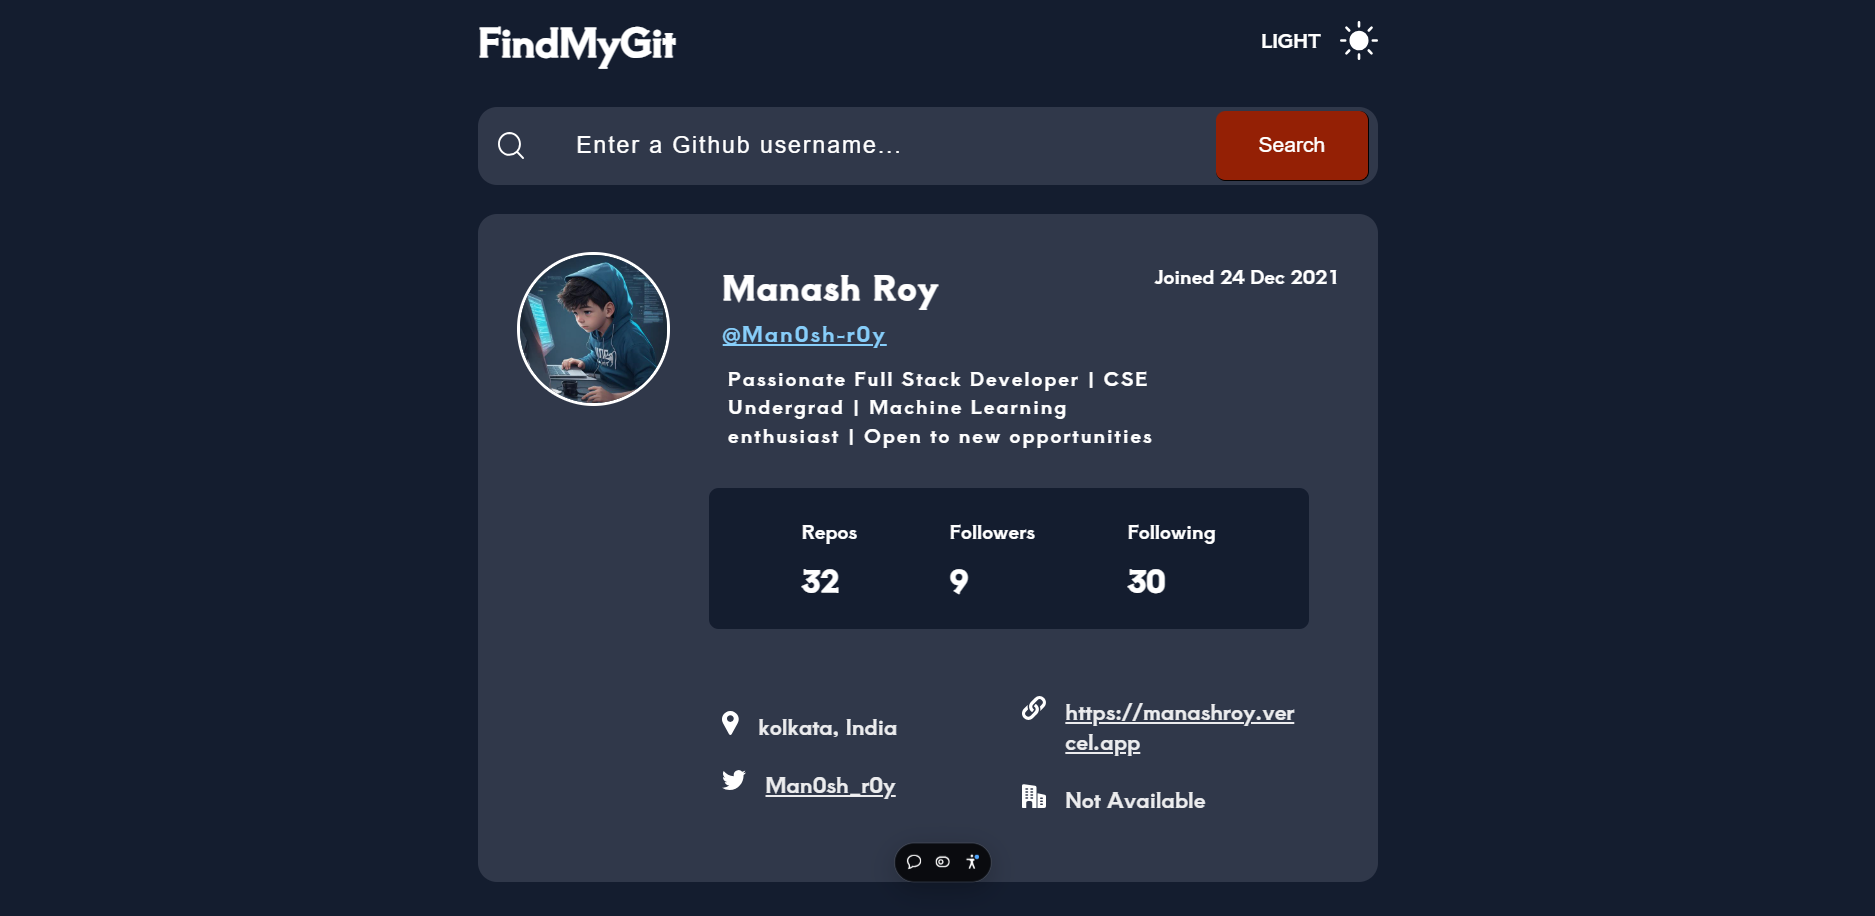 FindMyGit
LIGHT
Enter a Github username...
Search
Manash Roy
Joined 24 Dec 2021
@Man0sh-r0y
Passionate Full Stack Developer | CSE
Undergrad | Machine Learning
enthusiast | Open to new opportunities
Repos
Followers
Following
32
9
30
kolkata, India
https://manashroy.ver
cel.app
Man0sh_r0y
Not Available